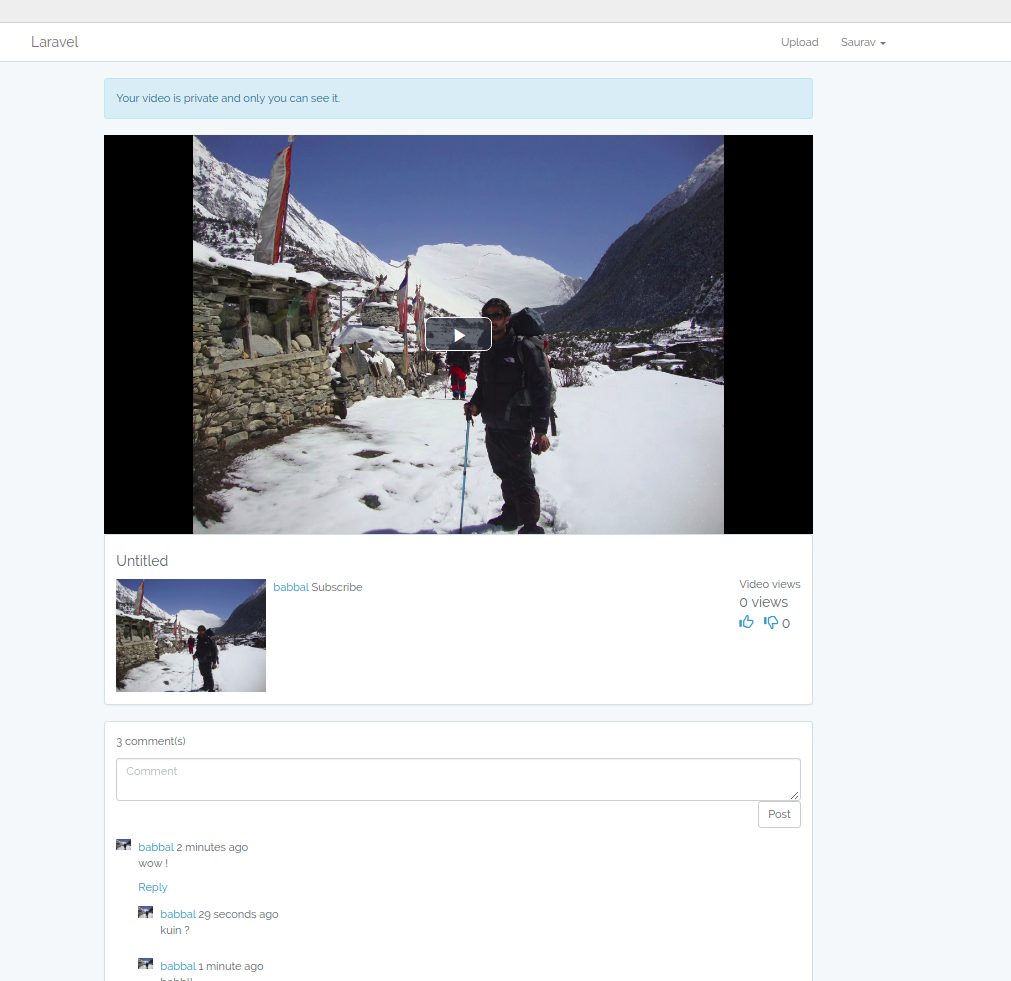 Laravel
Upload
Saurav
Your video is private and only you can see it.
Untitled
babbal Subscribe
Video views
0 views
0
3 comment(s)
Comment
Post
babbal 2 minutes ago
wow !
Reply
babbal 29 seconds ago
kuin ?
babbal 1 minute ago